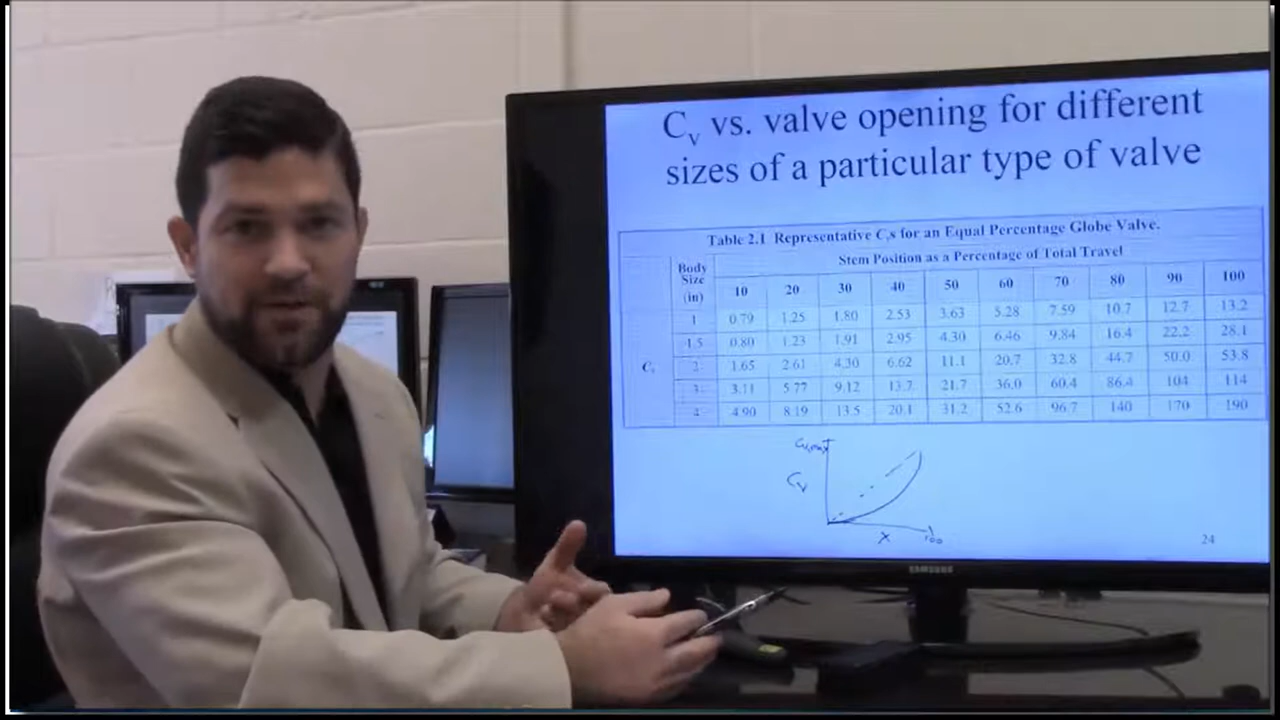 Cv vs. valve opening for different
sizes of a particular type of valve
Table 2.1 Representative Cvs for an Equal Percentage Globe Valve.
Stem Position as a Percentage of Total Travel
Body Size (in) 10 20 30 40 50 60 70 80 90 100
1 0.79 1.25 1.80 2.53 3.63 5.28 7.59 10.7 12.7 13.2
1.5 0.80 1.23 1.91 2.95 4.30 6.46 9.84 16.4 22.2 28.1
Cv 2 1.65 2.61 4.30 6.62 11.1 20.7 32.8 44.7 50.0 53.8
3 3.11 5.77 9.12 13.7 21.7 36.0 60.4 86.4 104 114
4 4.90 8.19 13.5 20.1 31.2 52.6 96.7 140 170 190
Cv,max
Cv
x 100
24
SAMSUNG